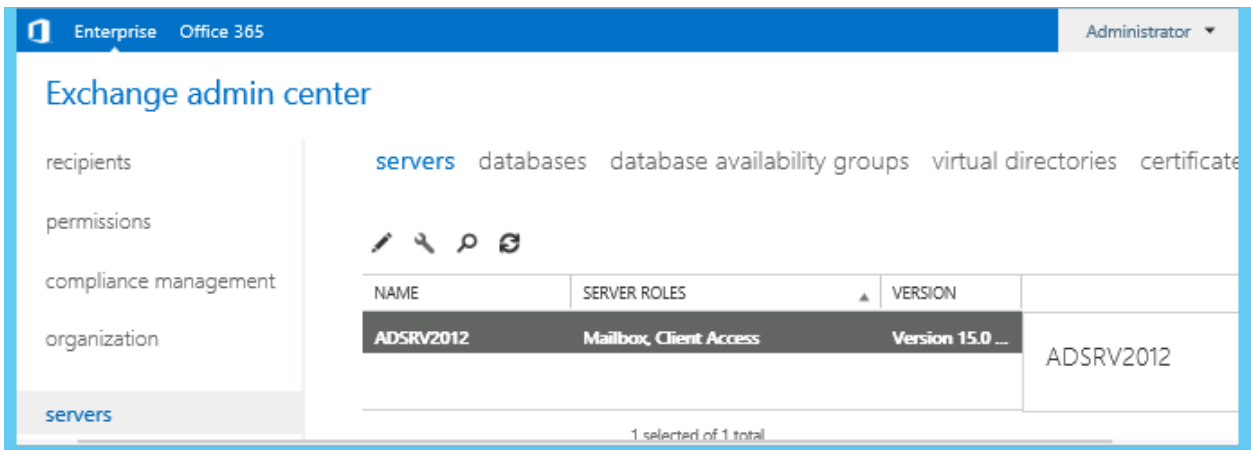 Enterprise Office 365 Administrator
Exchange admin center
recipients
permissions
compliance management
organization
servers
servers databases database availability groups virtual directories certificate
NAME SERVER ROLES VERSION
ADSRV2012 Mailbox, Client Access Version 15.0 ...
ADSRV2012
1 selected of 1 total